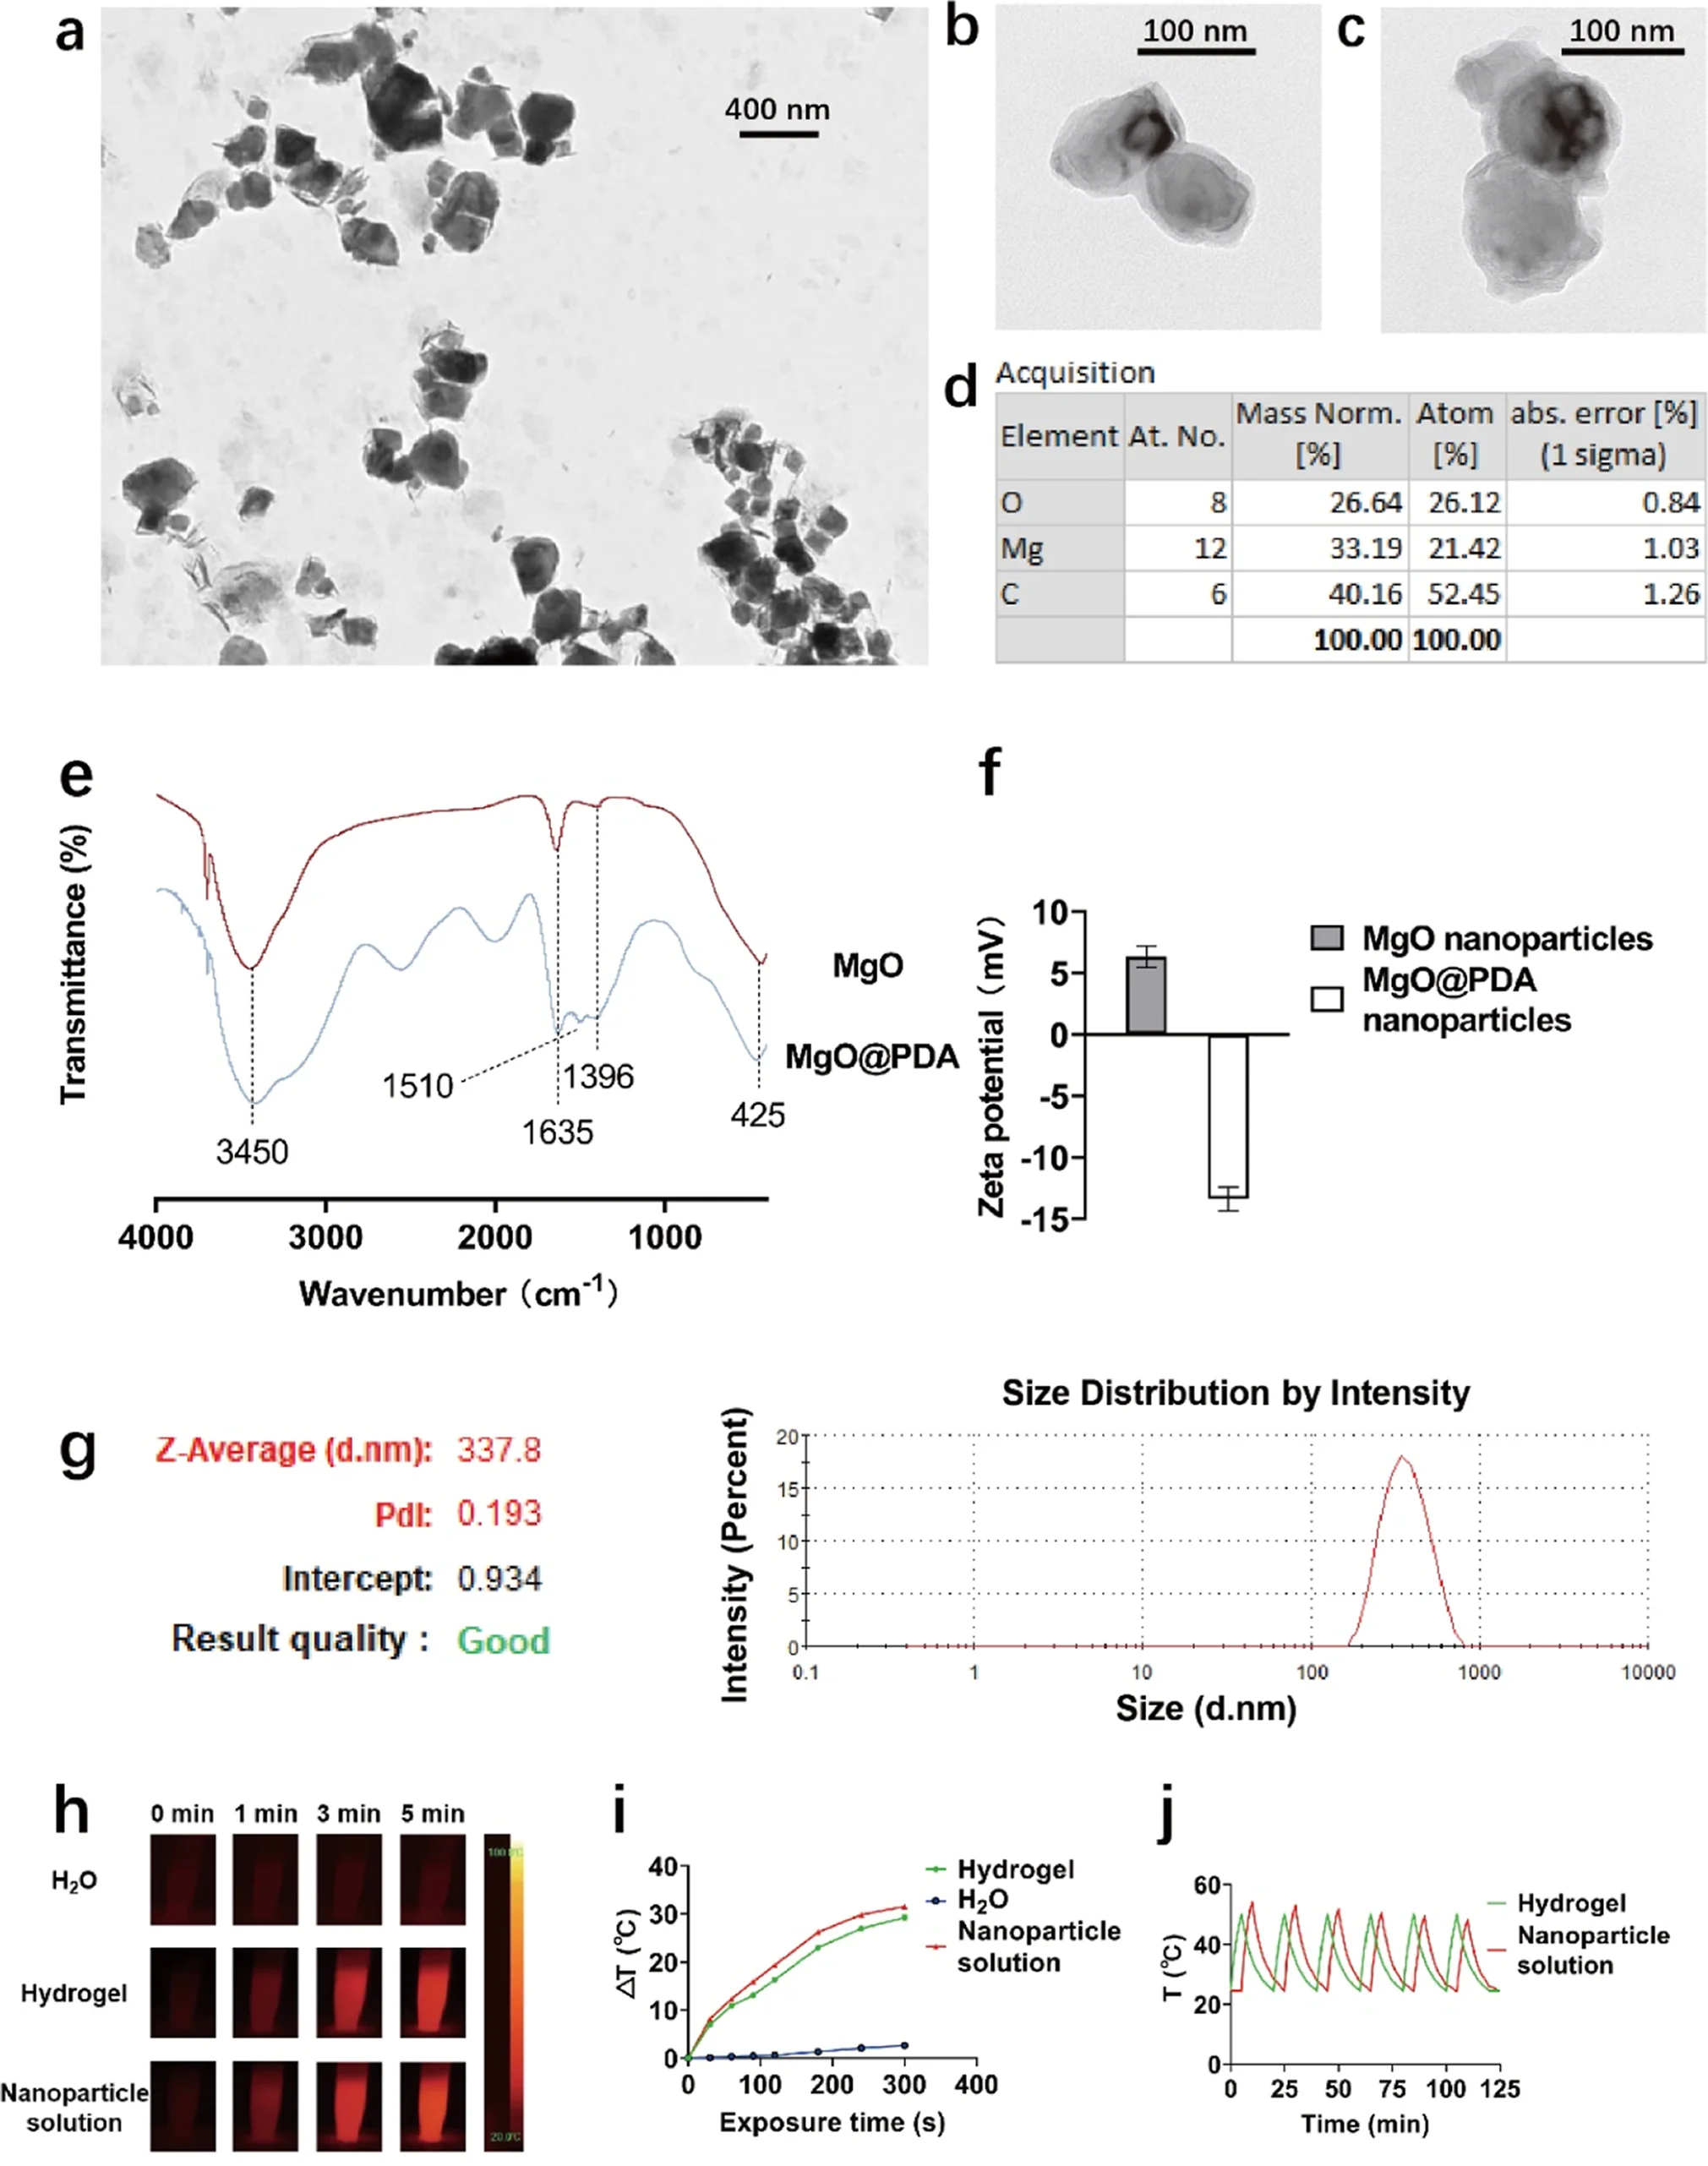 a
400 nm
b
100 nm
c
100 nm
d
Acquisition
Element At. No. Mass Norm. [%] Atom [%] abs. error [%] (1 sigma)
O 8 26.64 26.12 0.84
Mg 12 33.19 21.42 1.03
C 6 40.16 52.45 1.26
100.00 100.00
e
Transmittance (%)
MgO
MgO@PDA
1510
1396
1635
425
3450
4000 3000 2000 1000
Wavenumber (cm-1)
f
Zeta potential (mV)
10
5
0
-5
-10
-15
MgO nanoparticles
MgO@PDA
nanoparticles
g
Z-Average (d.nm): 337.8
PdI: 0.193
Intercept: 0.934
Result quality : Good
Size Distribution by Intensity
Intensity (Percent)
20
15
10
5
0
0.1 1 10 100 1000 10000
Size (d.nm)
h
0 min 1 min 3 min 5 min
H2O
Hydrogel
Nanoparticle
solution
100.0°C
20.0°C
i
ΔT (℃)
40
30
20
10
0
0 100 200 300 400
Exposure time (s)
Hydrogel
H2O
Nanoparticle
solution
j
T (℃)
60
40
20
0
0 25 50 75 100 125
Time (min)
Hydrogel
Nanoparticle
solution